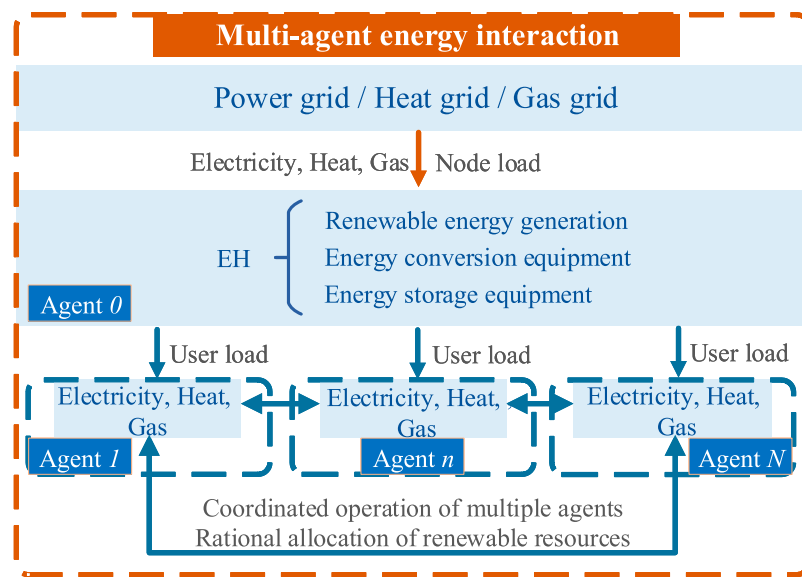 Multi-agent energy interaction
Power grid / Heat grid / Gas grid
Electricity, Heat, Gas Node load
Renewable energy generation
EH Energy conversion equipment
Energy storage equipment
Agent 0
User load User load User load
Electricity, Heat, Electricity, Heat, , Electricity, Heat,
Gas Gas Gas
Agent 1 Agent n Agent N
Coordinated operation of multiple agents
Rational allocation of renewable resources